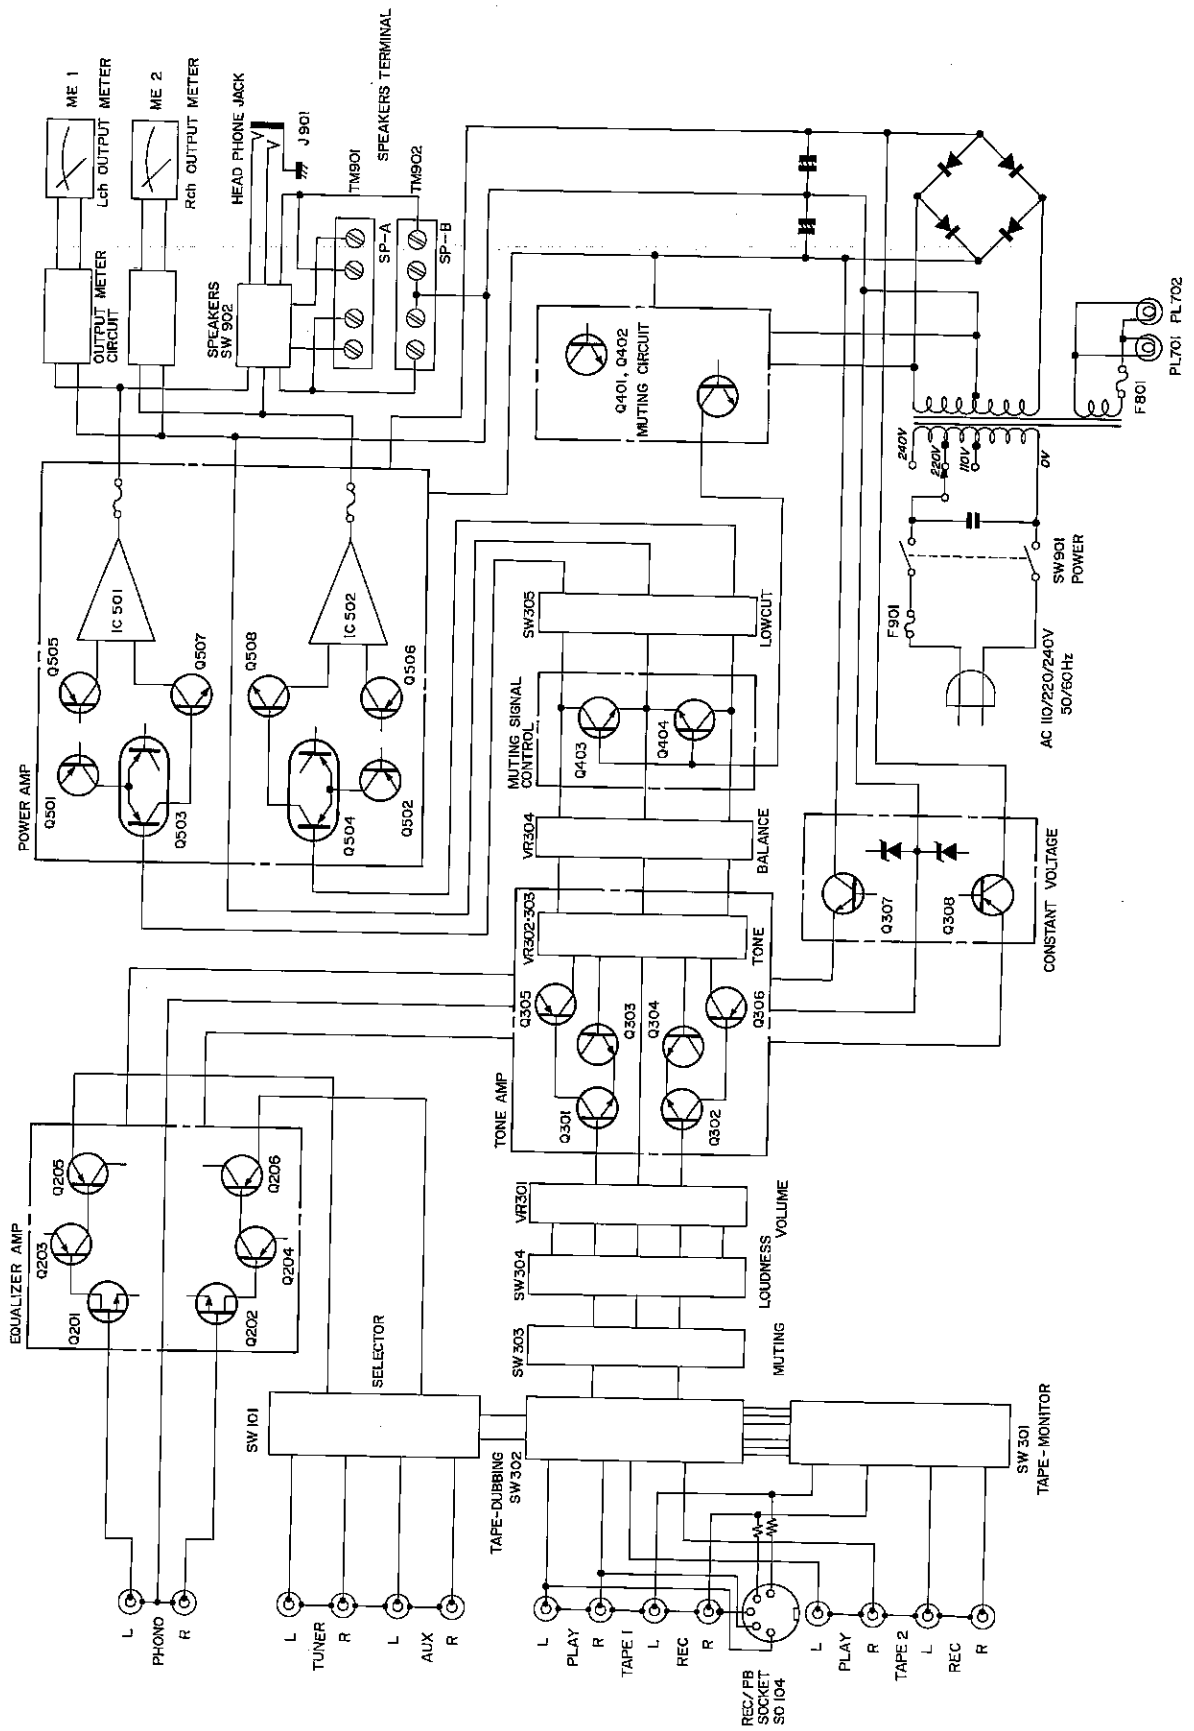 ME 1
Lch OUTPUT METER
ME 2
Rch OUTPUT METER
HEAD PHONE JACK
J901
SPEAKERS TERMINAL
TM901
SP-A
TM902
SP-B
OUTPUT METER
CIRCUIT
SPEAKERS
SW 902
Q401, Q402
MUTING CIRCUIT
PL701 PL702
F801
240V
220V
110V
0V
SW901
POWER
F901
AC 110/220/240V
50/60Hz
POWER AMP
Q501
Q505
Q503
Q507
IC 501
Q508
Q504
Q502
Q506
IC 502
SW305
LOWCUT
MUTING SIGNAL
CONTROL
Q403
Q404
VR304
BALANCE
VR302·303
TONE
TONE AMP
Q305
Q303
Q304
Q306
Q301
Q302
Q307
Q308
CONSTANT VOLTAGE
EQUALIZER AMP
Q205
Q203
Q201
Q206
Q204
Q202
VR301
VOLUME
SW304
LOUDNESS
SW303
MUTING
SELECTOR
SW101
TAPE-DUBBING
SW302
SW301
TAPE-MONITOR
L
PHONO
R
L
TUNER
R
L
AUX
R
L
PLAY
R
TAPE 1
L
REC
R
REC/PB
SOCKET
SO104
L
PLAY
R
TAPE 2
L
REC
R